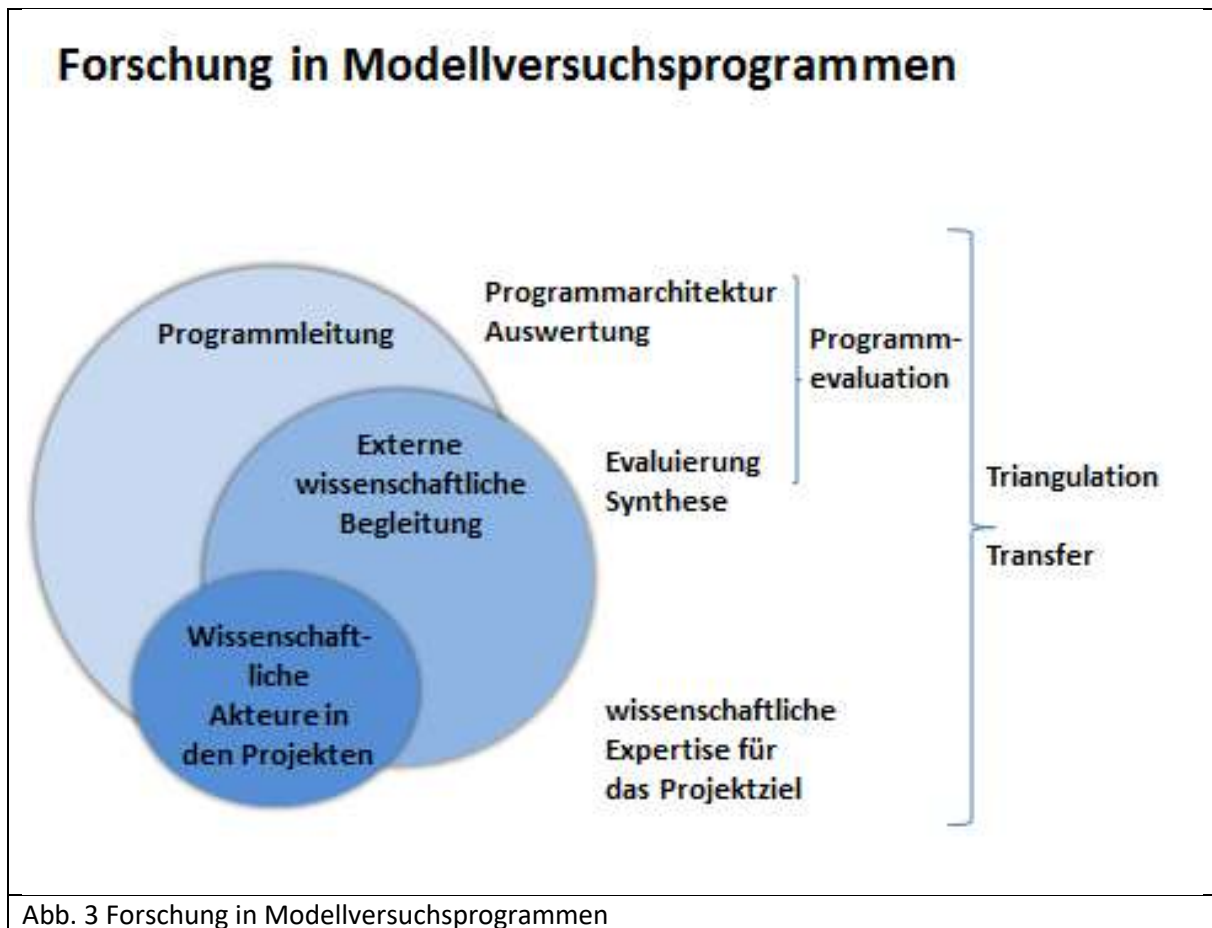 Forschung in Modellversuchsprogrammen
Programmleitung
Externe
wissenschaftliche
Begleitung
Wissenschaft-
liche
Akteure in
den Projekten
Programmarchitektur
Auswertung
Evaluierung
Synthese
wissenschaftliche
Expertise für
das Projektziel
Programm-
evaluation
Triangulation
Transfer
Abb. 3 Forschung in Modellversuchsprogrammen